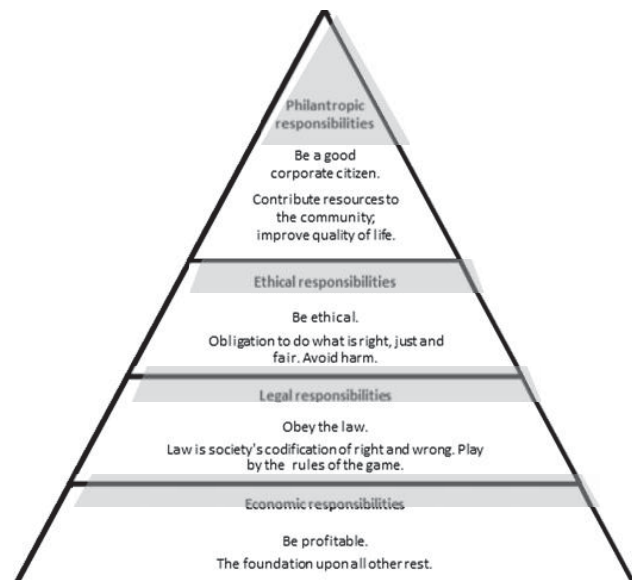 Philantropic
responsibilities
Be a good
corporate citizen.
Contribute resources to
the community;
improve quality of life.
Ethical responsibilities
Be ethical.
Obligation to do what is right, just and
fair. Avoid harm.
Legal responsibilities
Obey the law.
Law is society's codification of right and wrong. Play
by the rules of the game.
Economic responsibilities
Be profitable.
The foundation upon all other rest.